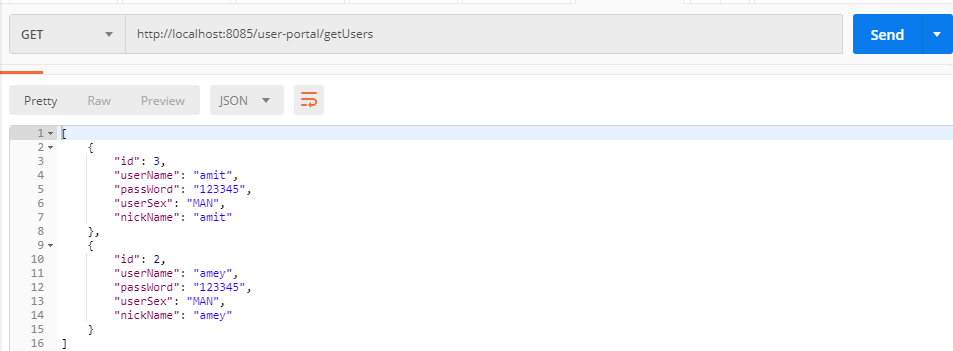 GET http://localhost:8085/user-portal/getUsers Send
Pretty Raw Preview JSON
1 [
2 {
3 "id": 3,
4 "userName": "amit",
5 "passWord": "123345",
6 "userSex": "MAN",
7 "nickName": "amit"
8 },
9 {
10 "id": 2,
11 "userName": "amey",
12 "passWord": "123345",
13 "userSex": "MAN",
14 "nickName": "amey"
15 }
16 ]